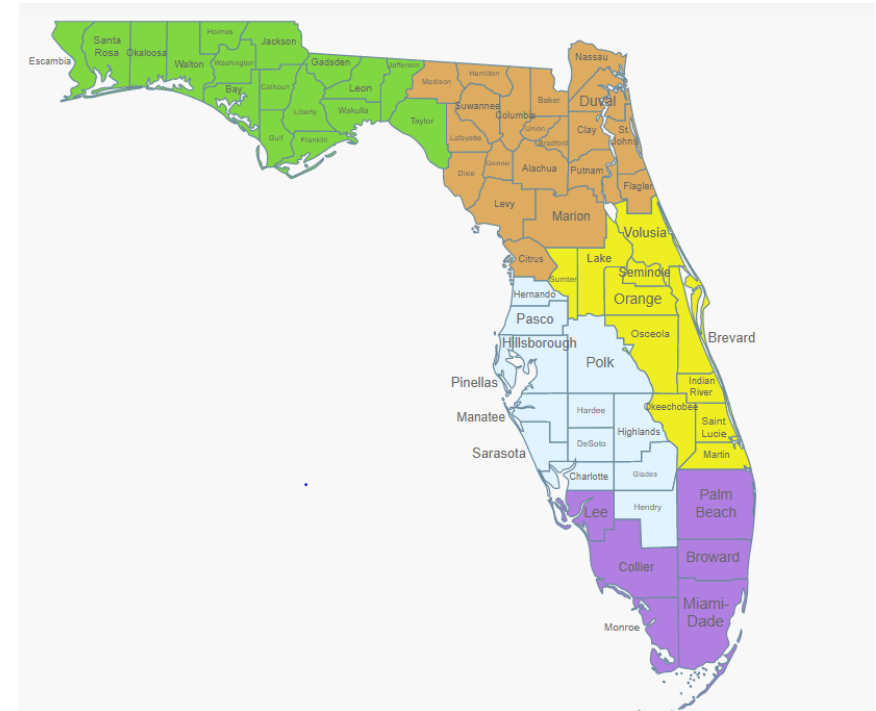 Escambia
Santa
Rosa
Okaloosa
Walton
Holmes
Washington
Bay
Jackson
Calhoun
Gulf
Liberty
Franklin
Gadsden
Leon
Wakulla
Jefferson
Taylor
Madison
Hamilton
Suwannee
Lafayette
Columbia
Baker
Nassau
Duval
Union
Bradford
Clay
St.
Johns
Dixie
Gilchrist
Alachua
Putnam
Flagler
Levy
Marion
Citrus
Volusia
Sumter
Lake
Seminole
Orange
Hernando
Pasco
Osceola
Brevard
Hillsborough
Polk
Pinellas
Indian
River
Manatee
Hardee
Highlands
Okeechobee
Saint
Lucie
Sarasota
DeSoto
Martin
Charlotte
Glades
Lee
Hendry
Palm
Beach
Collier
Broward
Monroe
Miami-
Dade